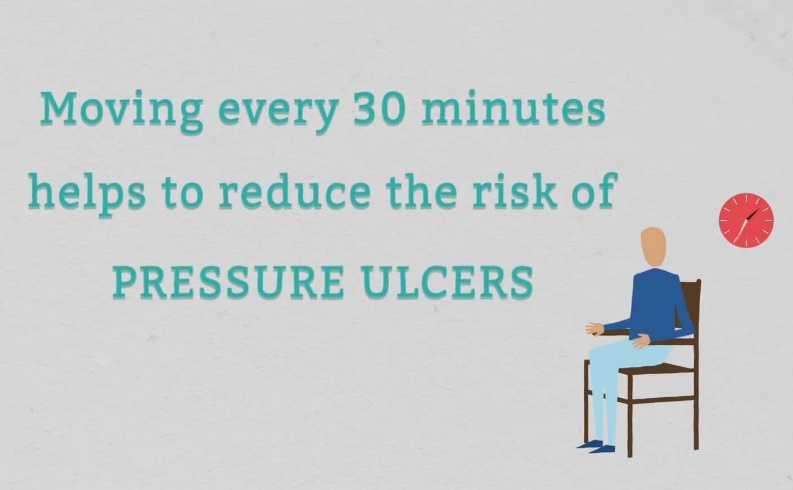 Moving every 30 minutes
helps to reduce the risk of
PRESSURE ULCERS